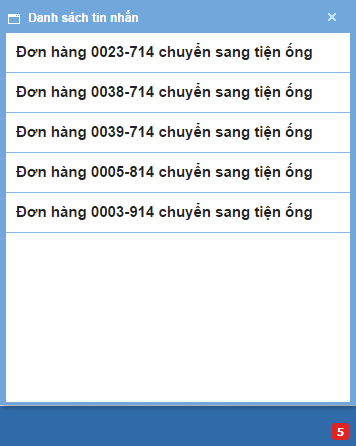 Danh sách tin nhắn
Đơn hàng 0023-714 chuyển sang tiện ống
Đơn hàng 0038-714 chuyển sang tiện ống
Đơn hàng 0039-714 chuyển sang tiện ống
Đơn hàng 0005-814 chuyển sang tiện ống
Đơn hàng 0003-914 chuyển sang tiện ống
5